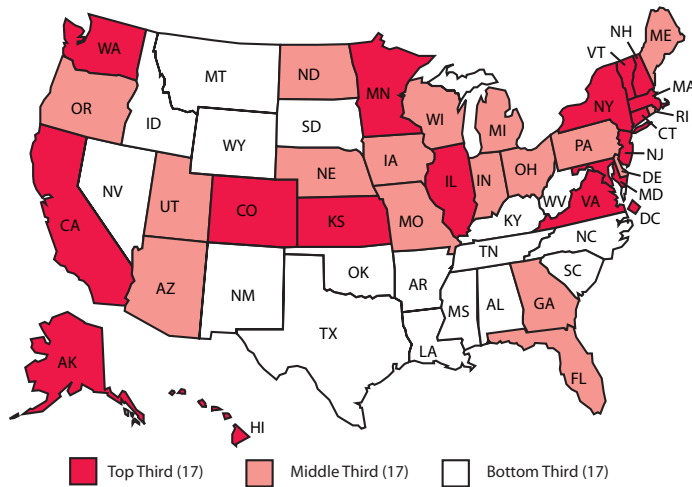 WA
MT
ND
MN
OR
ID
WY
SD
WI
MI
NH
VT
ME
NY
MA
RI
CT
PA
NJ
DE
MD
DC
NV
UT
CO
NE
IA
IL
IN
OH
WV
VA
CA
KS
MO
KY
NC
AZ
NM
OK
AR
TN
SC
TX
LA
MS
AL
GA
FL
AK
HI
Top Third (17)
Middle Third (17)
Bottom Third (17)